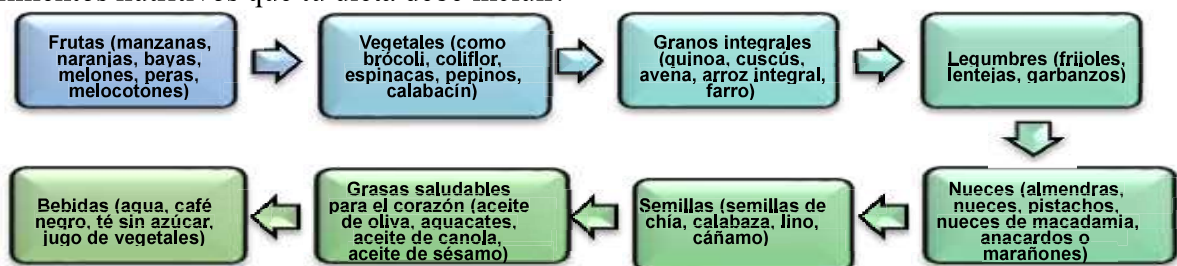 Frutas (manzanas,
naranjas, bayas,
melones, peras,
melocotones)
Vegetales (como
brócoli, coliflor,
espinacas, pepinos,
calabacín)
Granos integrales
(quinoa, cuscús,
avena, arroz integral,
farro)
Legumbres (frijoles,
lentejas, garbanzos)
Nueces (almendras,
nueces, pistachos,
nueces de macadamia,
anacardos o
marañones)
Semillas (semillas de
chía, calabaza, lino,
cáñamo)
Grasas saludables
para el corazón (aceite
de oliva, aguacates,
aceite de canola,
aceite de sésamo)
Bebidas (agua, café
negro, té sin azúcar,
jugo de vegetales)